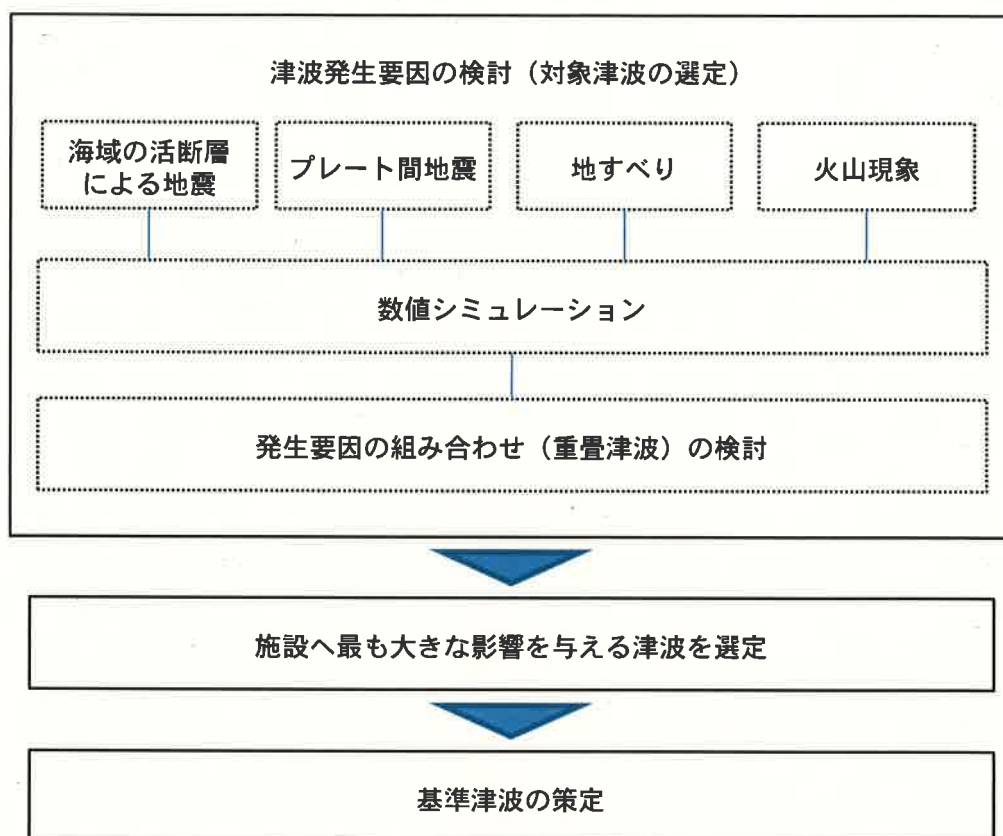 津波発生要因の検討（対象津波の選定）
海域の活断層
による地震
プレート間地震
地すべり
火山現象
数値シミュレーション
発生要因の組み合わせ（重畳津波）の検討
施設へ最も大きな影響を与える津波を選定
基準津波の策定